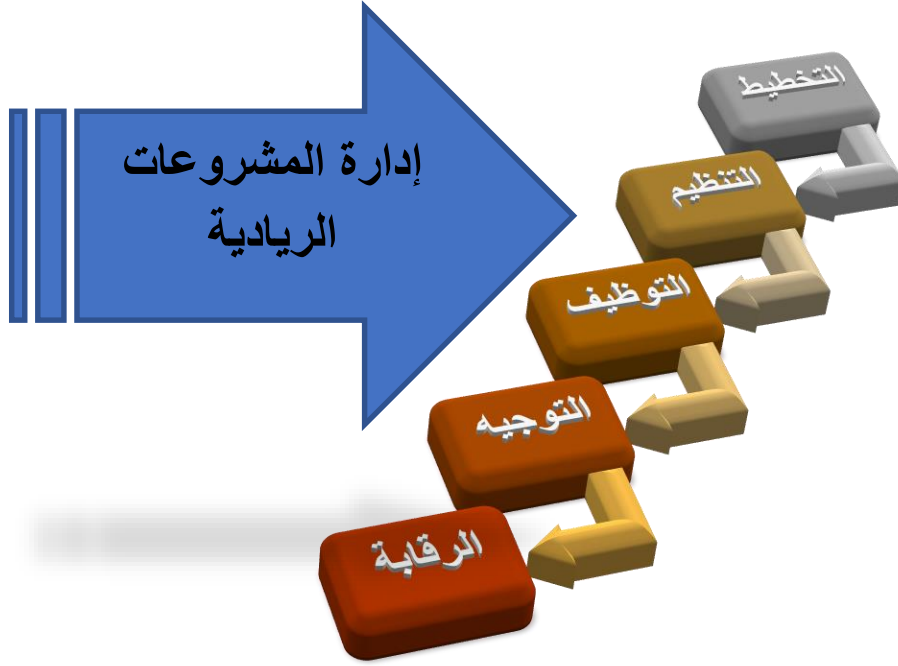 إدارة المشروعات
الريادية
التخطيط
التنظيم
التوظيف
التوجيه
الرقابة